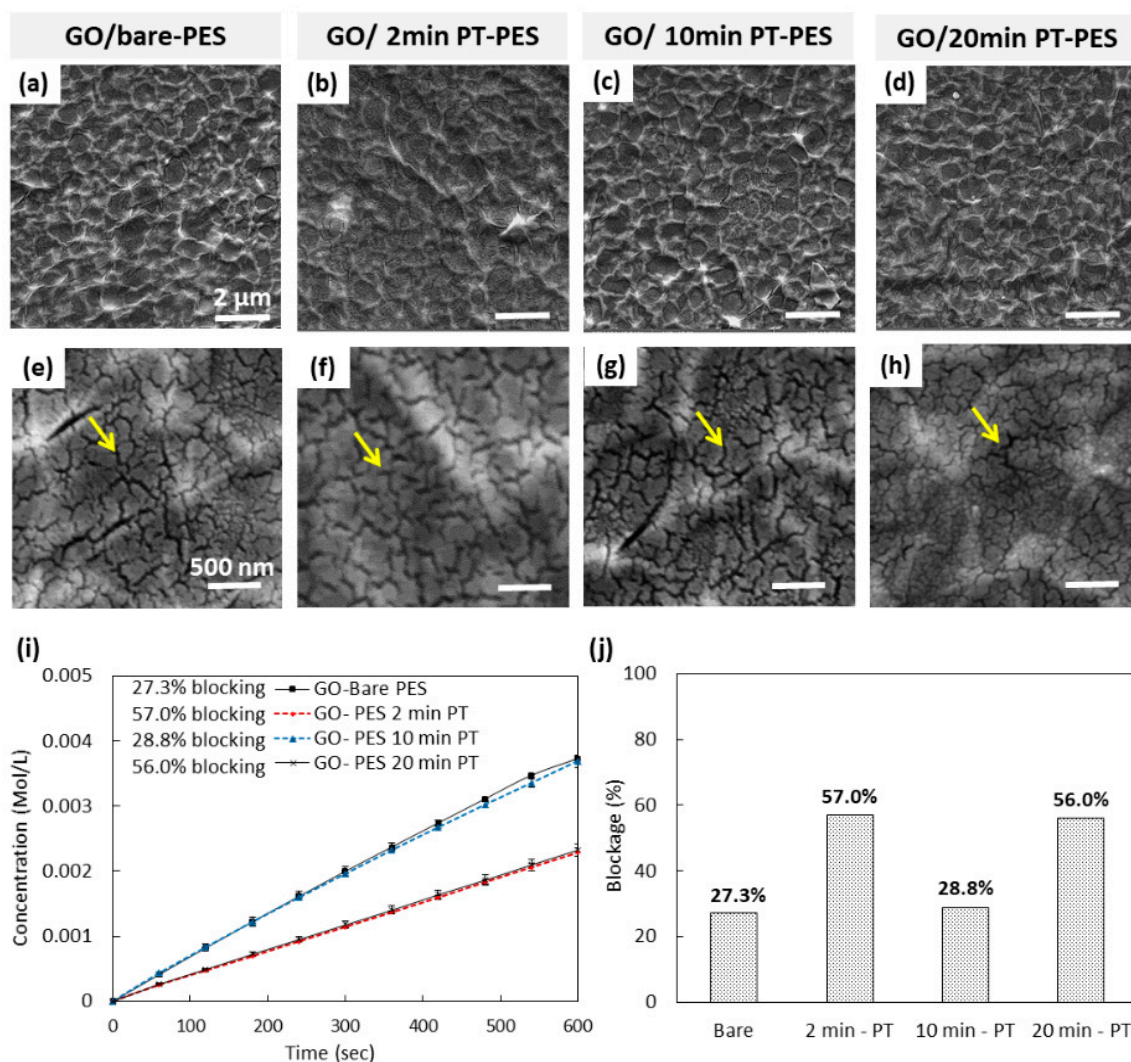 GO/bare-PES
GO/ 2min PT-PES
GO/ 10min PT-PES
GO/20min PT-PES
(a)
(b)
(c)
(d)
2 µm
(e)
(f)
(g)
(h)
500 nm
(i)
0.005
0.004
0.003
0.002
0.001
0
Concentration (Mol/L)
27.3% blocking
GO-Bare PES
57.0% blocking
GO- PES 2 min PT
28.8% blocking
GO- PES 10 min PT
56.0% blocking
GO- PES 20 min PT
0
100
200
300
400
500
600
Time (sec)
(j)
100
80
60
40
20
0
Blockage (%)
27.3%
57.0%
28.8%
56.0%
Bare
2 min - PT
10 min - PT
20 min - PT